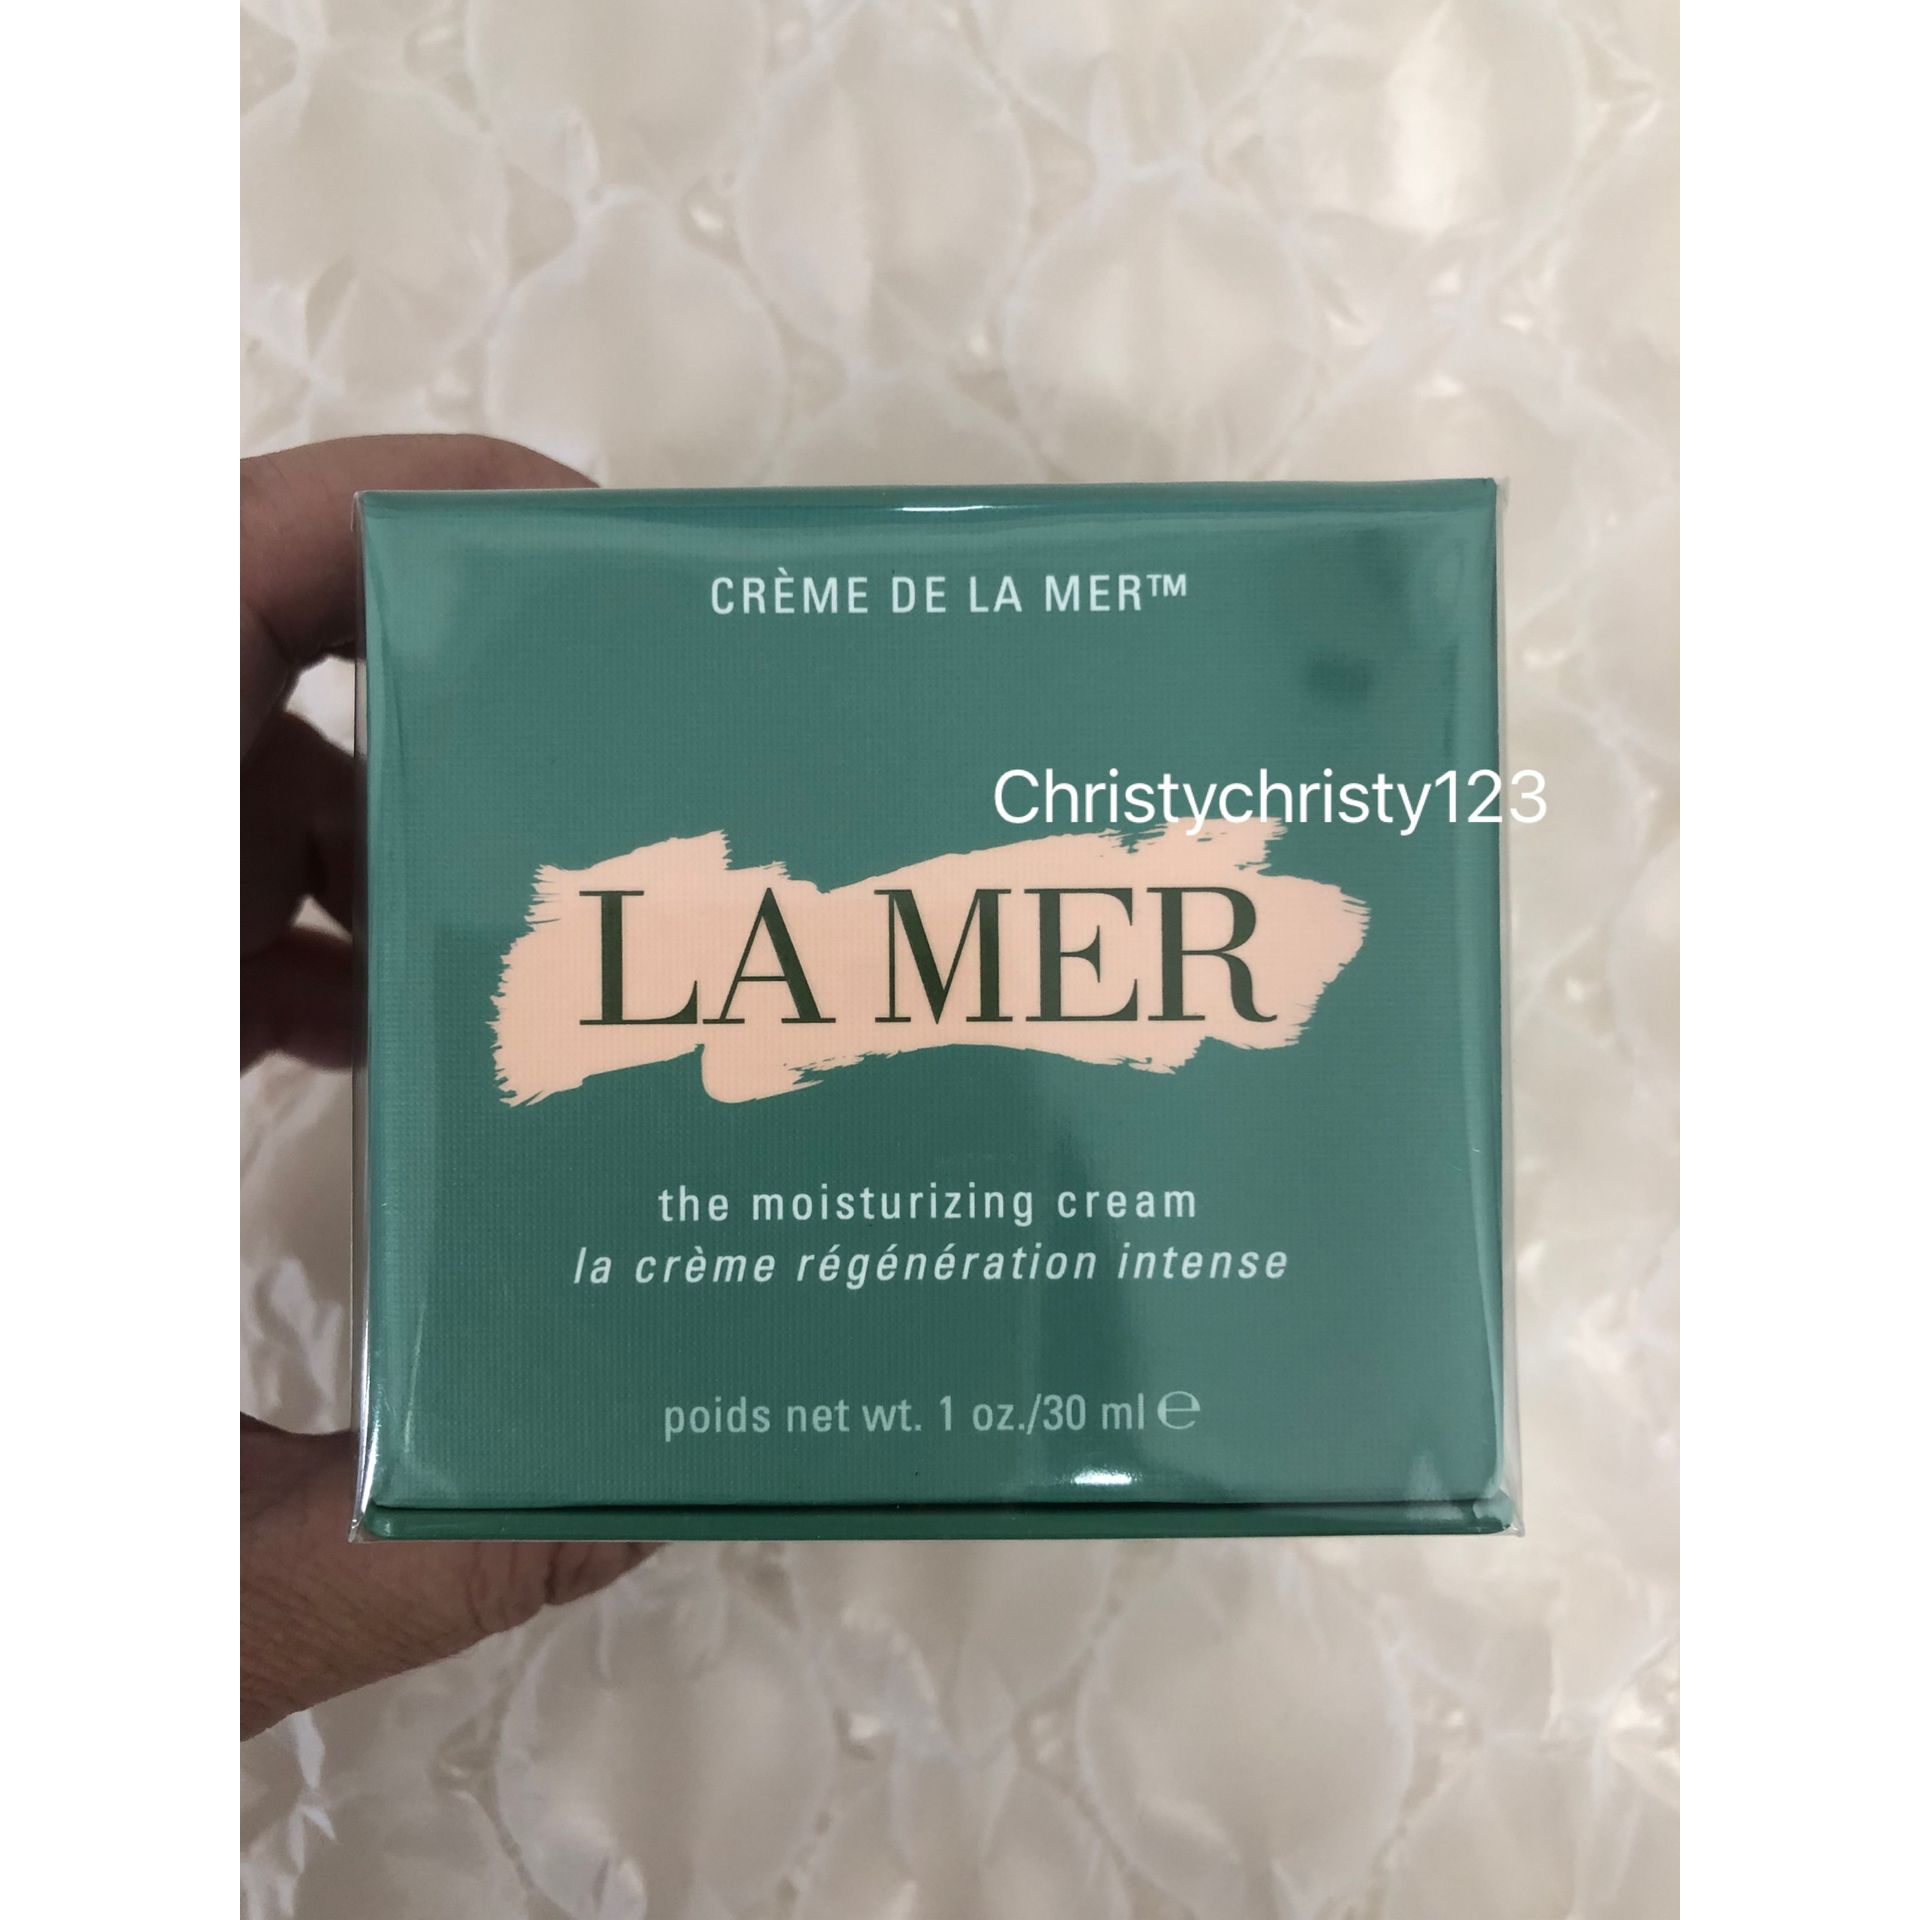 CRÈME DE LA MER™
Christychristy123
LA MER
the moisturizing cream
la crème régénération intense
poids net wt. 1 oz./30 ml ℮